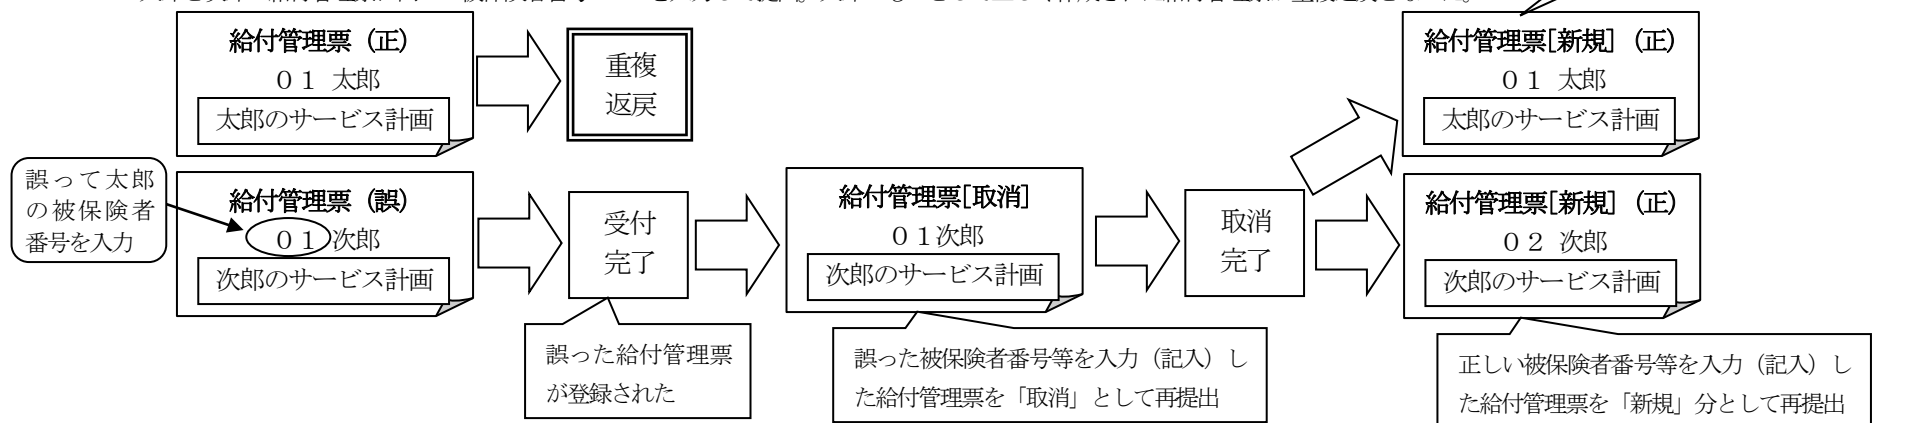 給付管理票（正）
０１ 太郎
太郎のサービス計画
重複
返戻
給付管理票[新規]（正）
０１ 太郎
太郎のサービス計画
誤って太郎
の被保険者
番号を入力
給付管理票（誤）
０１次郎
次郎のサービス計画
受付
完了
給付管理票[取消]
０１次郎
次郎のサービス計画
取消
完了
給付管理票[新規]（正）
０２ 次郎
次郎のサービス計画
誤った給付管理票
が登録された
誤った被保険者番号等を入力（記入）し
た給付管理票を「取消」として再提出
正しい被保険者番号等を入力（記入）し
た給付管理票を「新規」分として再提出